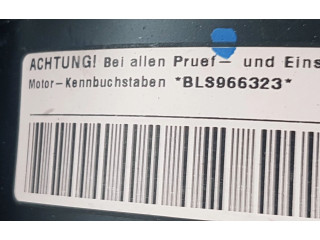 ACHTUNG! Bei allen Pruef- und Eins
Motor-Kennbuchstaben *BLS966323*